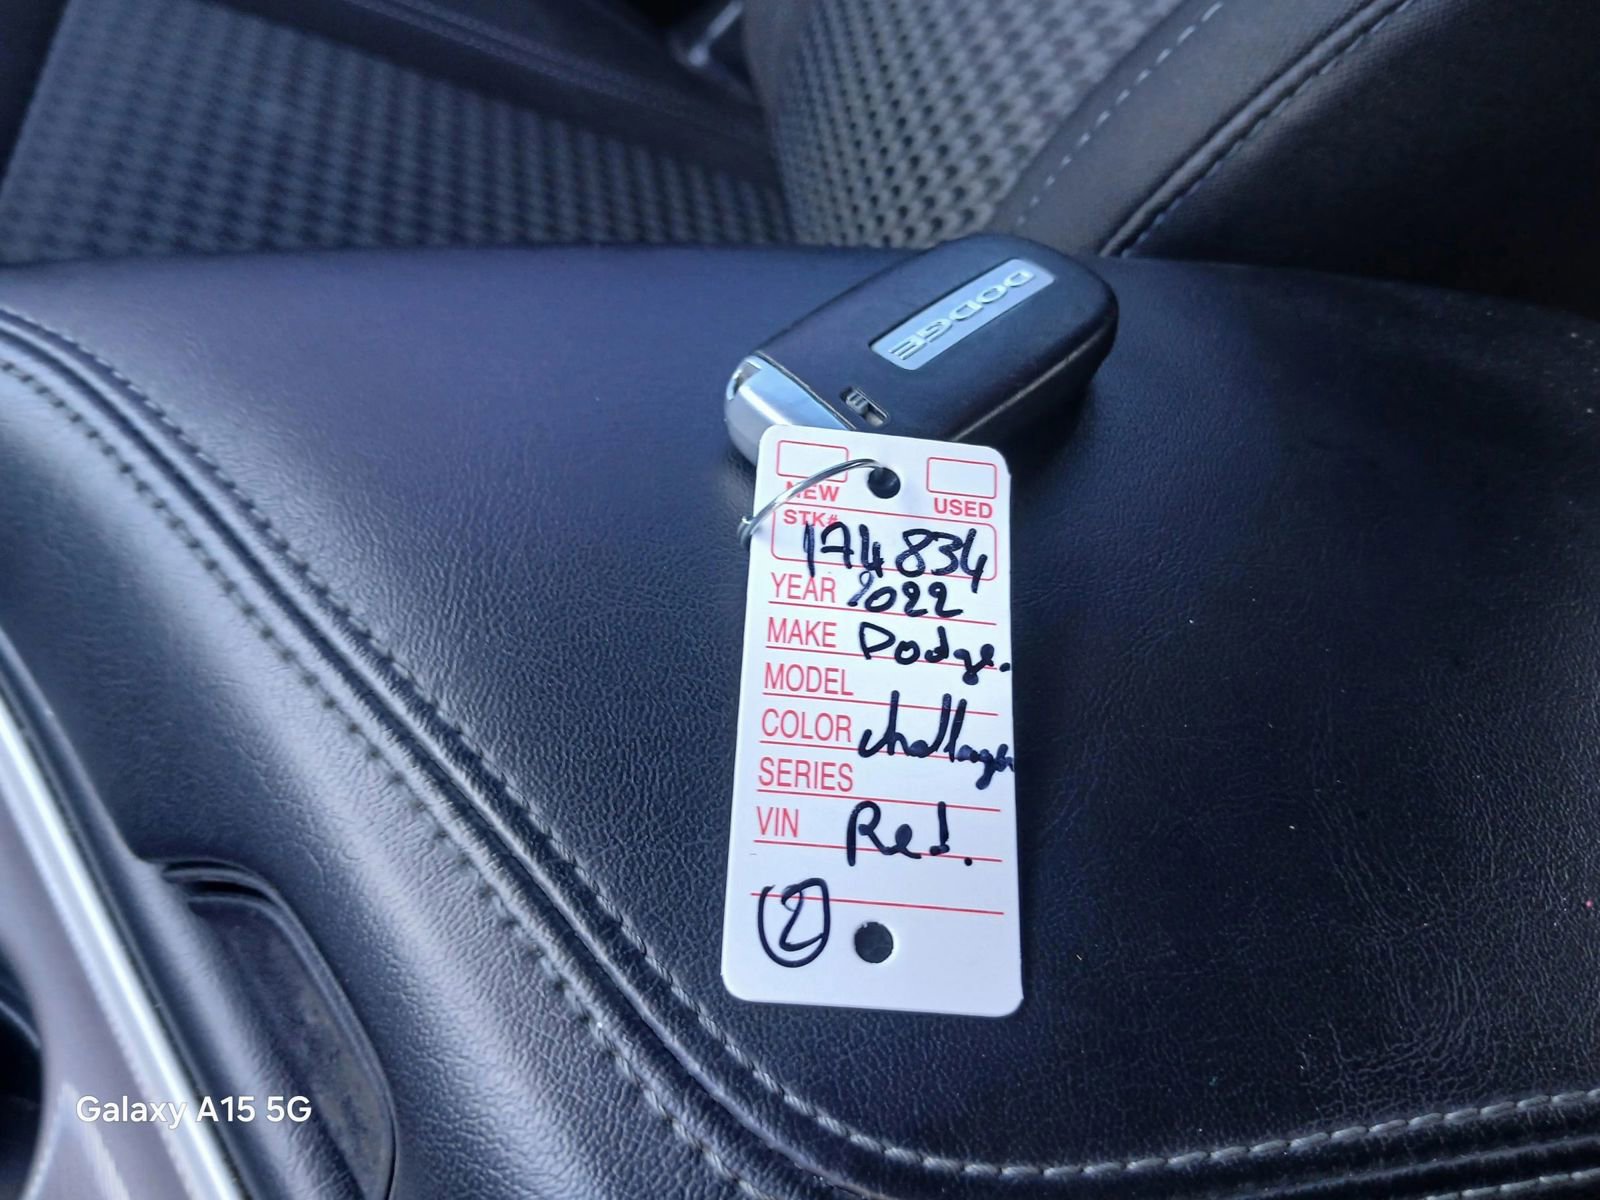 DODGE
NEW USED
STK#
174834
YEAR 2022
MAKE Dodge.
MODEL
COLOR challenger
SERIES
VIN Red.
2
Galaxy A15 5G